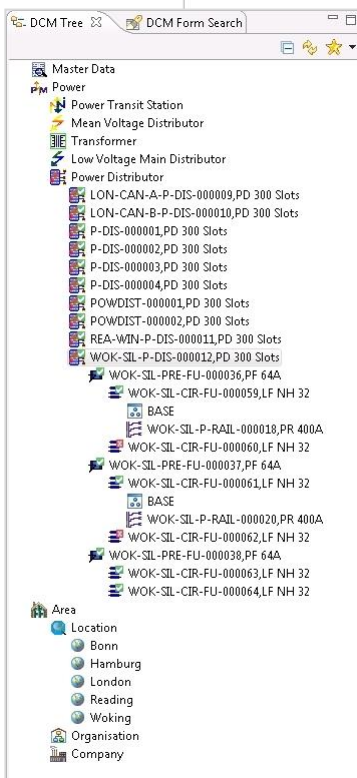 DCM Tree DCM Form Search
Master Data
Power
Power Transit Station
Mean Voltage Distributor
Transformer
Low Voltage Main Distributor
Power Distributor
LON-CAN-A-P-DIS-000009,PD 300 Slots
LON-CAN-B-P-DIS-000010,PD 300 Slots
P-DIS-000001,PD 300 Slots
P-DIS-000002,PD 300 Slots
P-DIS-000003,PD 300 Slots
P-DIS-000004,PD 300 Slots
POWDIST-000001,PD 300 Slots
POWDIST-000002,PD 300 Slots
REA-WIN-P-DIS-000011,PD 300 Slots
WOK-SIL-P-DIS-000012,PD 300 Slots
WOK-SIL-PRE-FU-000036,PF 64A
WOK-SIL-CIR-FU-000059,LF NH 32
BASE
WOK-SIL-P-RAIL-000018,PR 400A
WOK-SIL-CIR-FU-000060,LF NH 32
WOK-SIL-PRE-FU-000037,PF 64A
WOK-SIL-CIR-FU-000061,LF NH 32
BASE
WOK-SIL-P-RAIL-000020,PR 400A
WOK-SIL-CIR-FU-000062,LF NH 32
WOK-SIL-PRE-FU-000038,PF 64A
WOK-SIL-CIR-FU-000063,LF NH 32
WOK-SIL-CIR-FU-000064,LF NH 32
Area
Location
Bonn
Hamburg
London
Reading
Woking
Organisation
Company